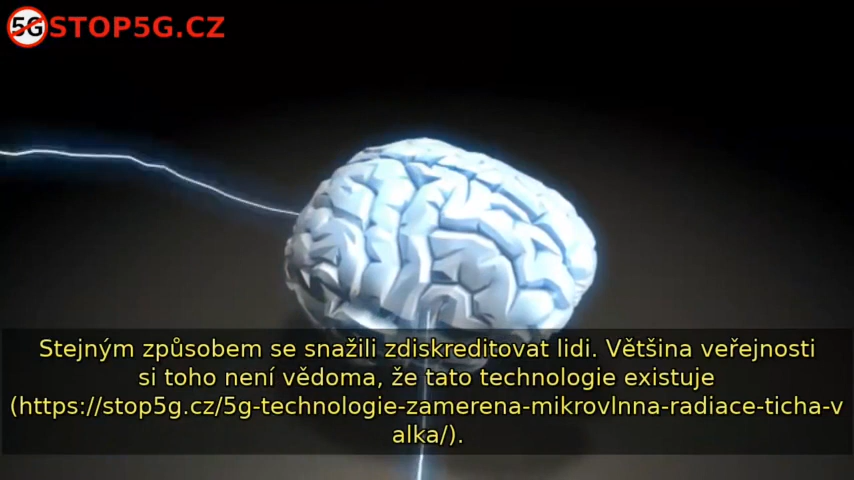 5G STOP5G.CZ
Stejným způsobem se snažili zdiskreditovat lidi. Většina veřejnosti
si toho není vědoma, že tato technologie existuje
(https://stop5g.cz/5g-technologie-zamerena-mikrovlnna-radiace-ticha-v
alka/).